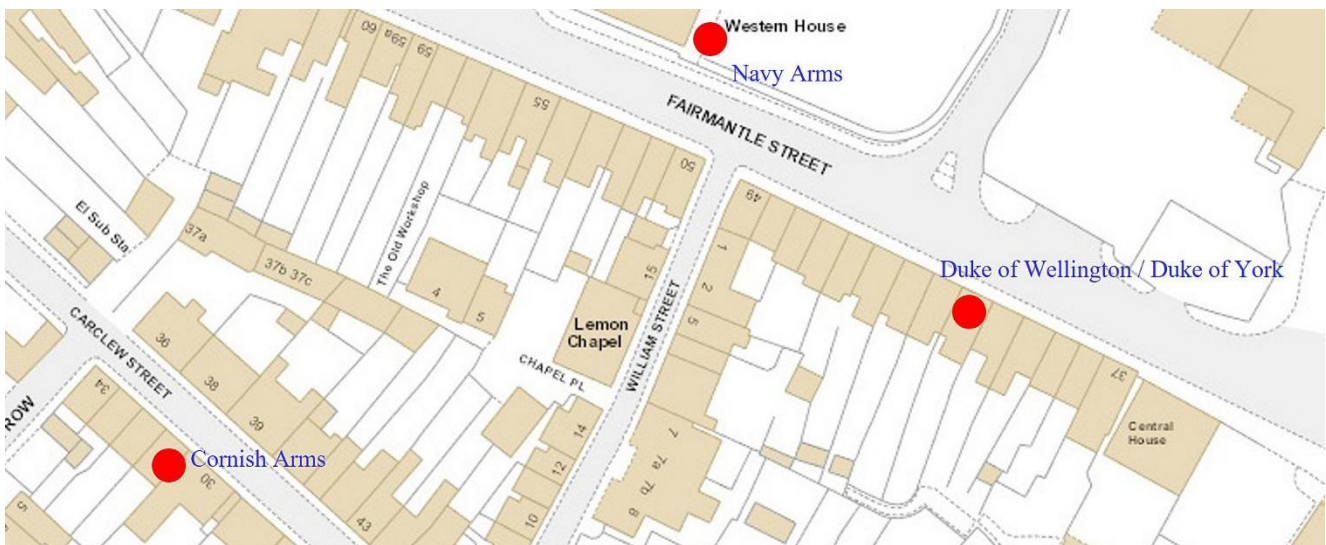 60
59a
59
Western House
Navy Arms
55
50
FAIRMANTLE STREET
49
El Sub Sta
37a
37b 37c
The Old Workshop
4
5
15
Lemon
Chapel
WILLIAM STREET
1
2
5
Duke of Wellington / Duke of York
37
Central
House
CARCLEW STREET
36
38
39
CHAPEL PL
34
ROW
Cornish Arms
30
43
14
12
10
7
7a
7b
8
5